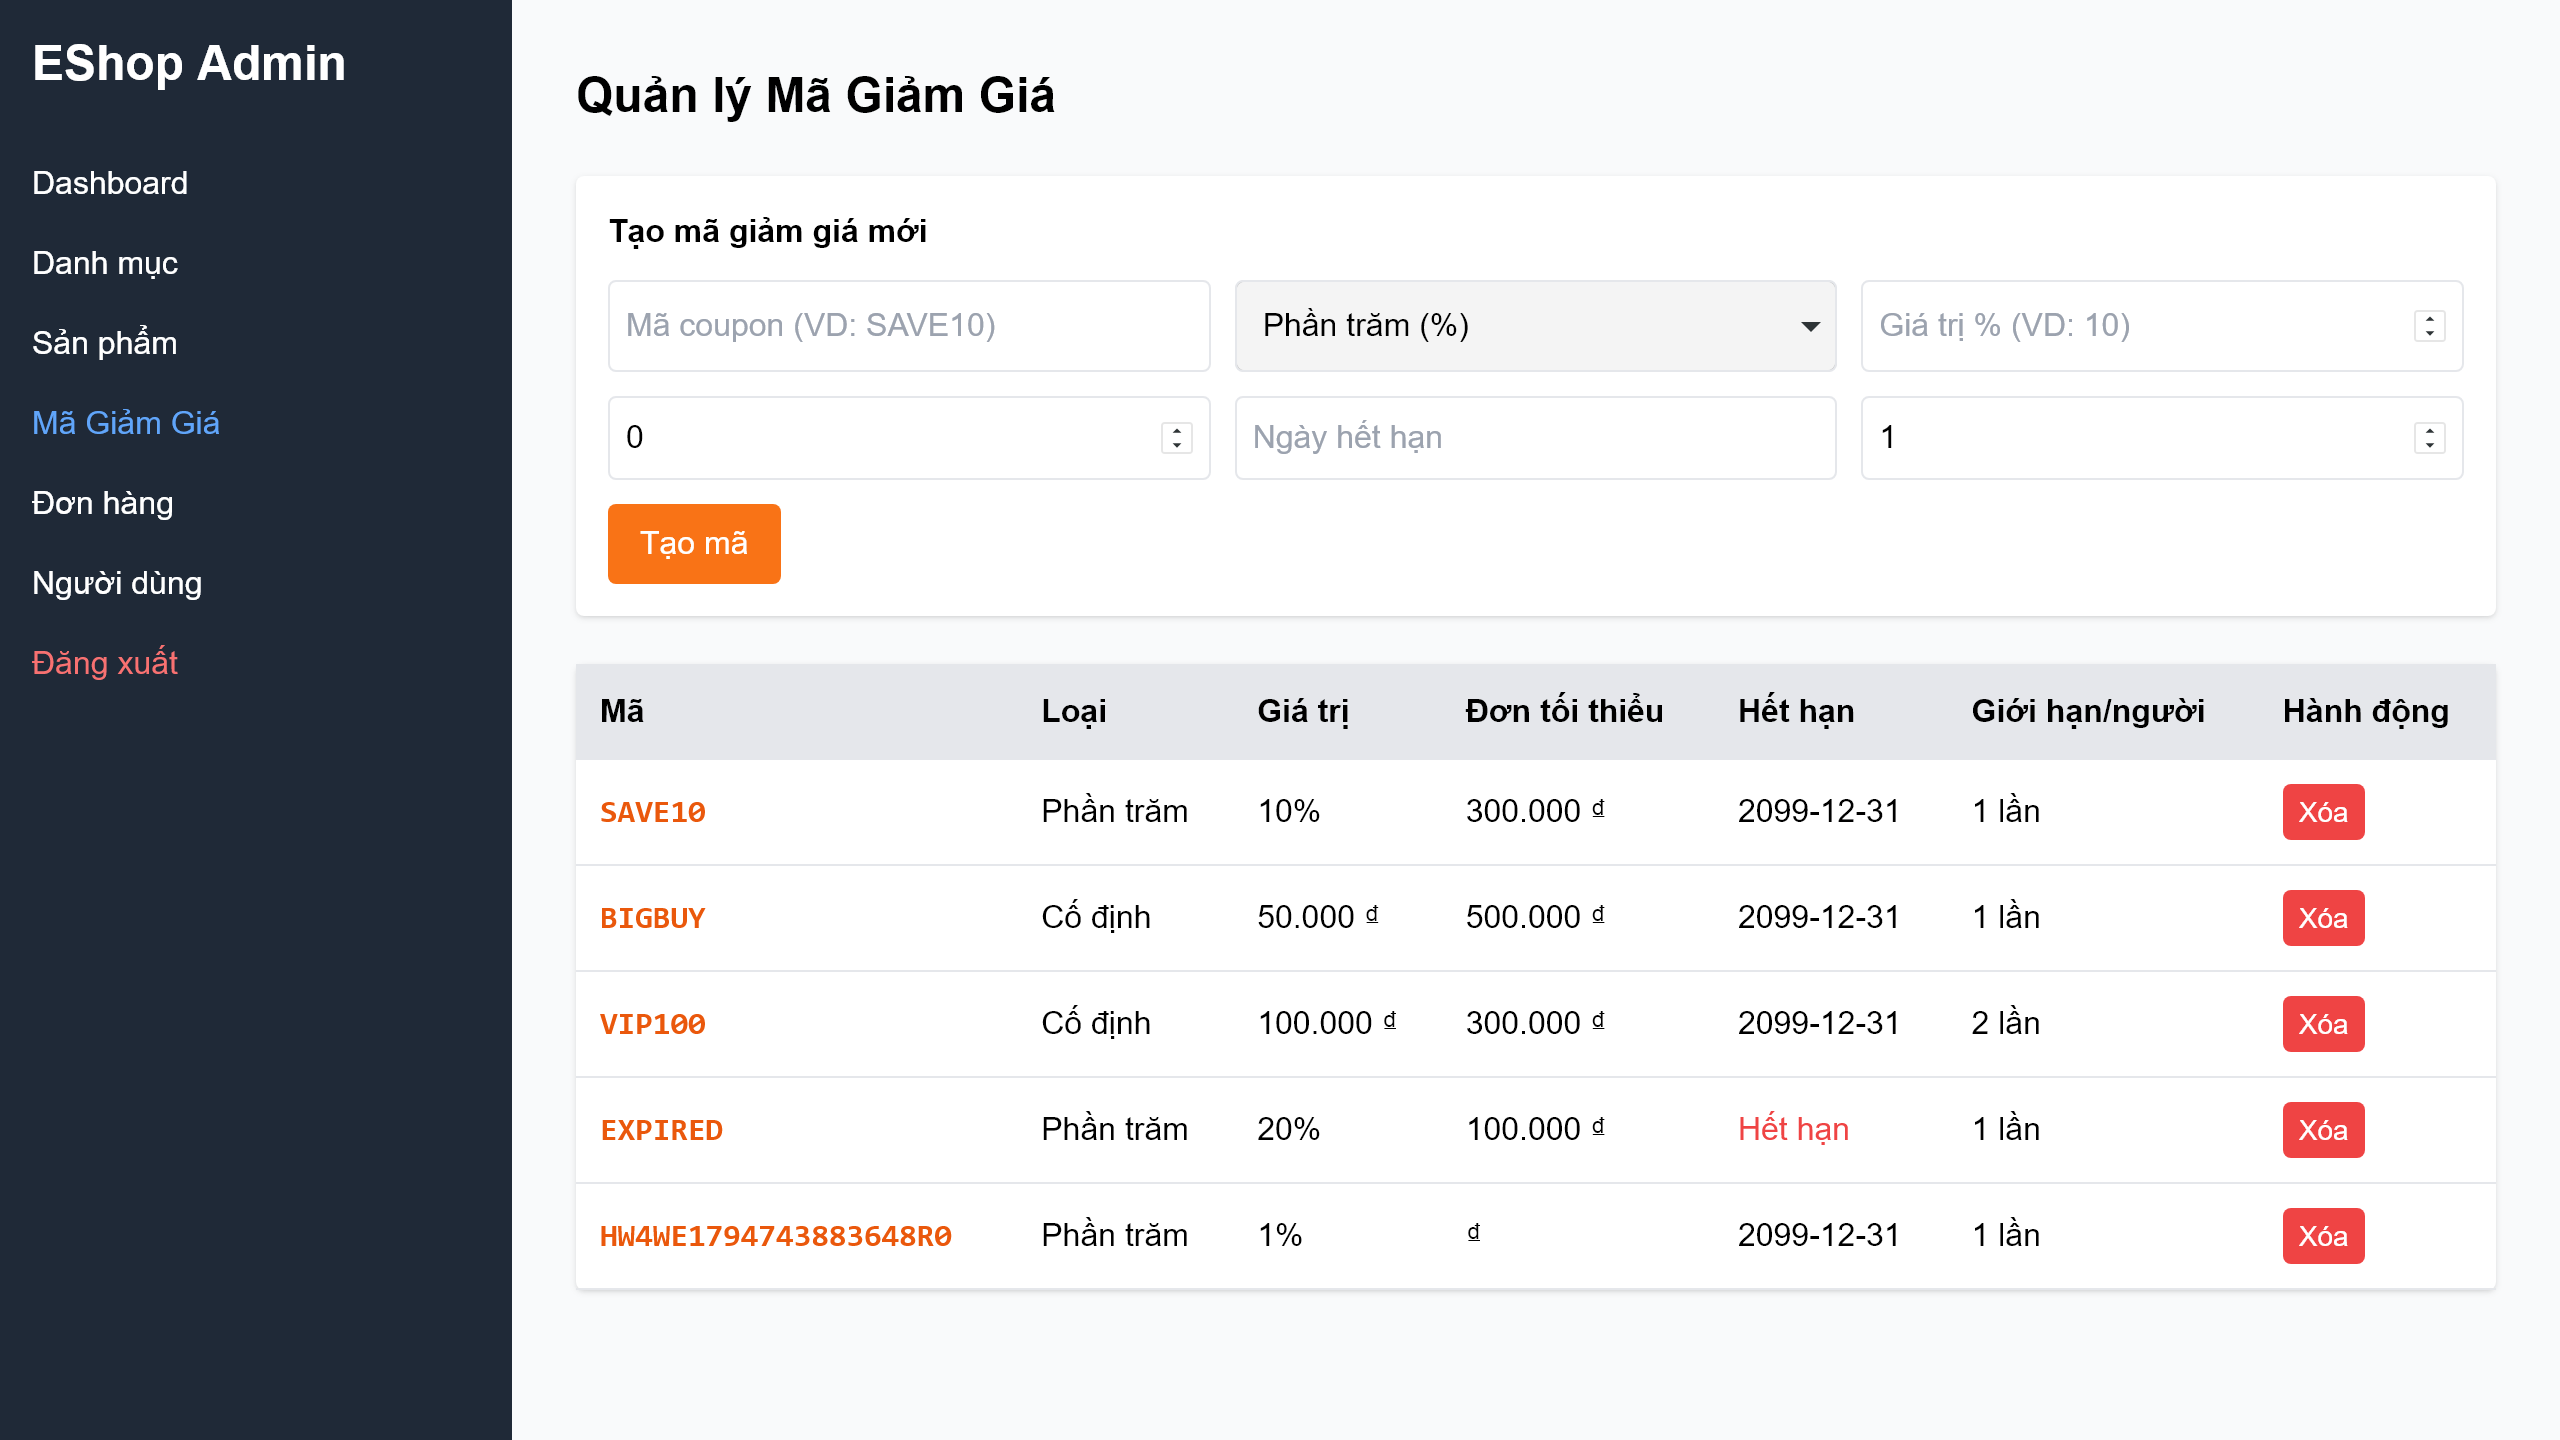 EShop Admin
Dashboard
Danh mục
Sản phẩm
Mã Giảm Giá
Đơn hàng
Người dùng
Đăng xuất
Quản lý Mã Giảm Giá
Tạo mã giảm giá mới
Mã coupon (VD: SAVE10)
Phần trăm (%)
Giá trị % (VD: 10)
0
Ngày hết hạn
1
Tạo mã
Mã Loại Giá trị Đơn tối thiểu Hết hạn Giới hạn/người Hành động
SAVE10 Phần trăm 10% 300.000 ₫ 2099-12-31 1 lần Xóa
BIGBUY Cố định 50.000 ₫ 500.000 ₫ 2099-12-31 1 lần Xóa
VIP100 Cố định 100.000 ₫ 300.000 ₫ 2099-12-31 2 lần Xóa
EXPIRED Phần trăm 20% 100.000 ₫ Hết hạn 1 lần Xóa
HW4WE1794743883648R0 Phần trăm 1% ₫ 2099-12-31 1 lần Xóa